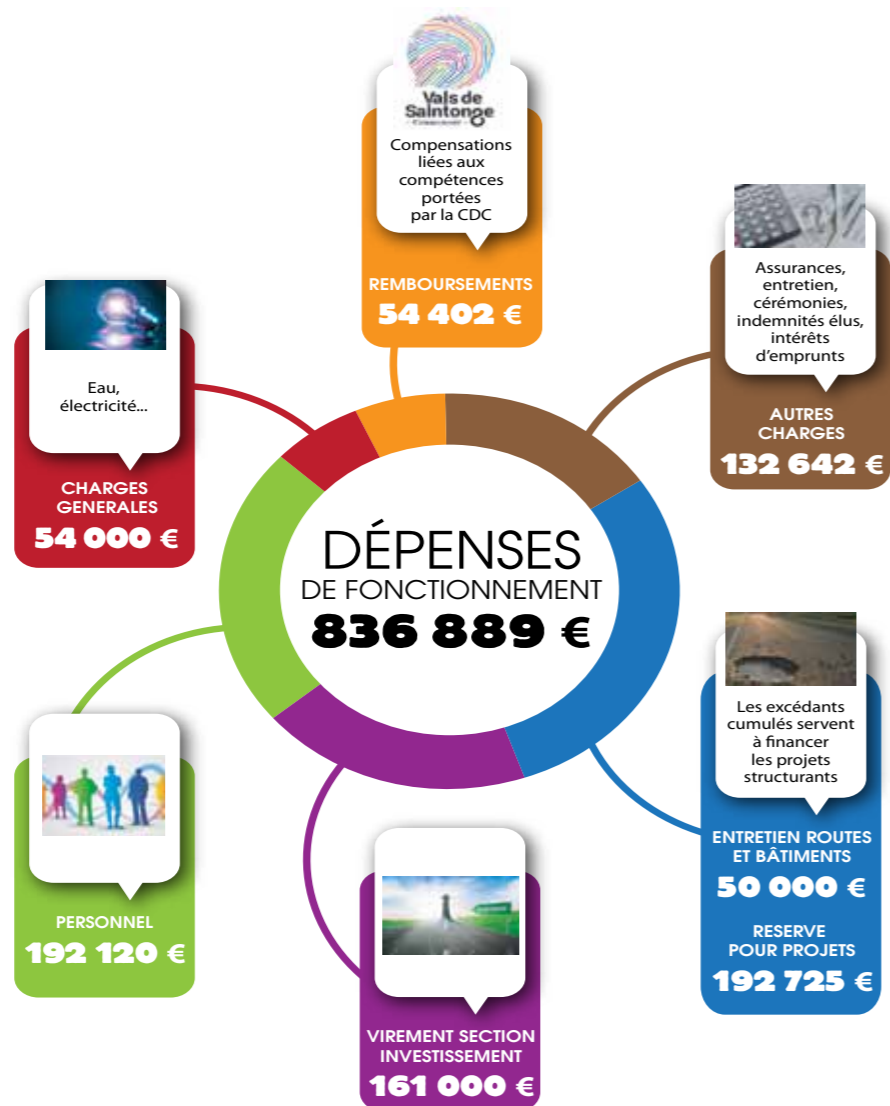 Vals de
Saintonge
Compensations
liées aux
compétences
portées
par la CDC
REMBOURSEMENTS
54 402 €
Assurances,
entretien,
cérémonies,
indemnités élus,
intérêts
d'emprunts
AUTRES
CHARGES
132 642 €
Eau,
électricité...
CHARGES
GENERALES
54 000 €
DÉPENSES
DE FONCTIONNEMENT
836 889 €
Les excédants
cumulés servent
à financer
les projets
structurants
ENTRETIEN ROUTES
ET BÂTIMENTS
50 000 €
RESERVE
POUR PROJETS
192 725 €
PERSONNEL
192 120 €
VIREMENT SECTION
INVESTISSEMENT
161 000 €